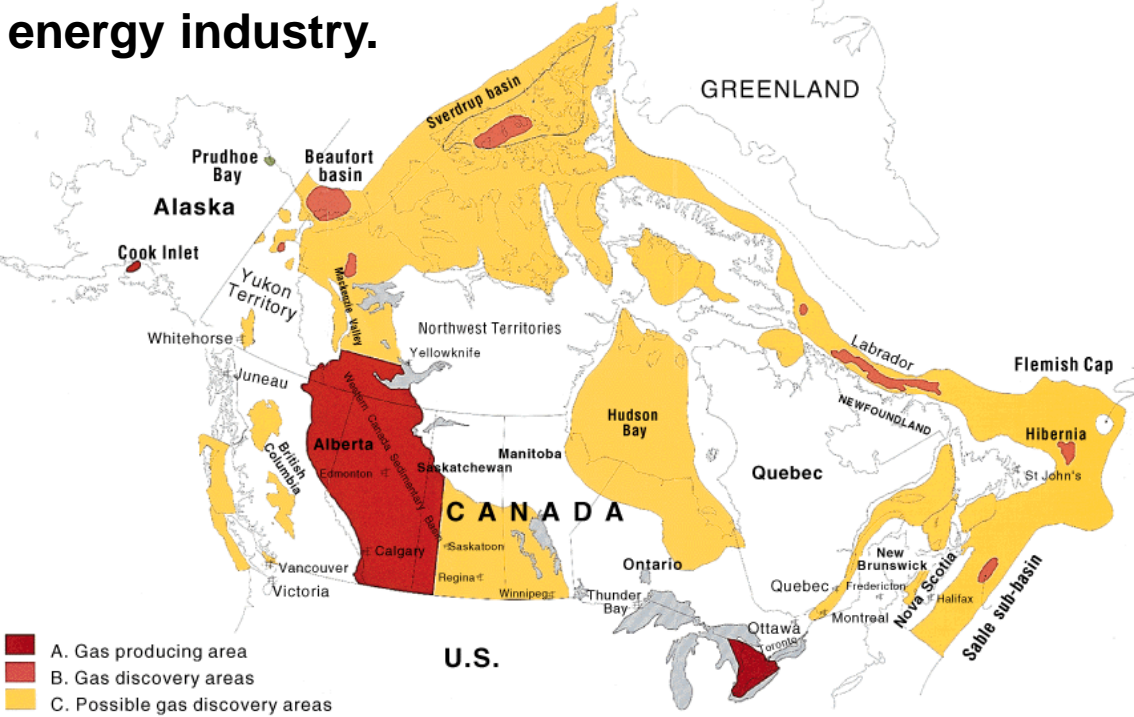 energy industry.
GREENLAND
Sverdrup basin
Prudhoe
Bay
Beaufort
basin
Alaska
Cook Inlet
Yukon
Territory
Mackenzie Valley
Whitehorse
Northwest Territories
Yellowknife
Juneau
Labrador
Flemish Cap
NEWFOUNDLAND
Hibernia
St John's
Western Canada Sedimentary Basin
Alberta
Edmonton
British
Columbia
Saskatchewan
Manitoba
Hudson
Bay
Quebec
CANADA
Calgary
Saskatoon
Regina
Winnipeg
Vancouver
Victoria
Ontario
Thunder
Bay
New
Brunswick
Quebec
Fredericton
Nova Scotia
Halifax
Sable sub-basin
Montreal
Ottawa
Toronto
U.S.
A. Gas producing area
B. Gas discovery areas
C. Possible gas discovery areas